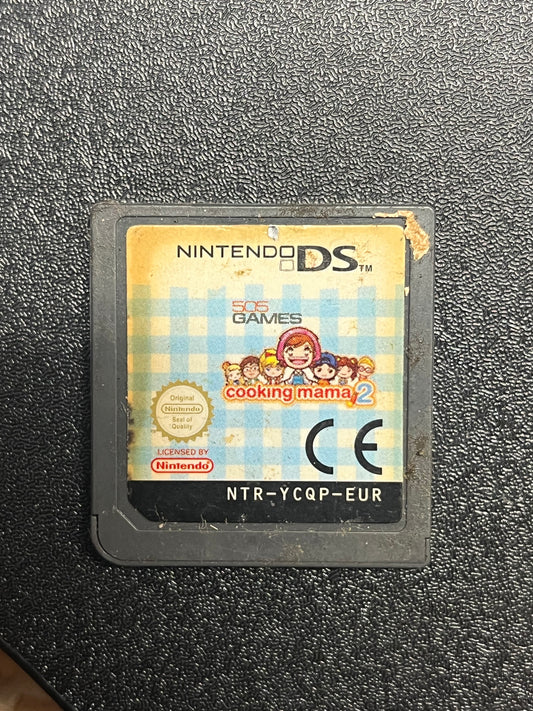 NINTENDO DS™
505
GAMES
cooking mama 2
Original
Nintendo
Seal of
Quality
LICENSED BY
Nintendo
CE
NTR-YCQP-EUR